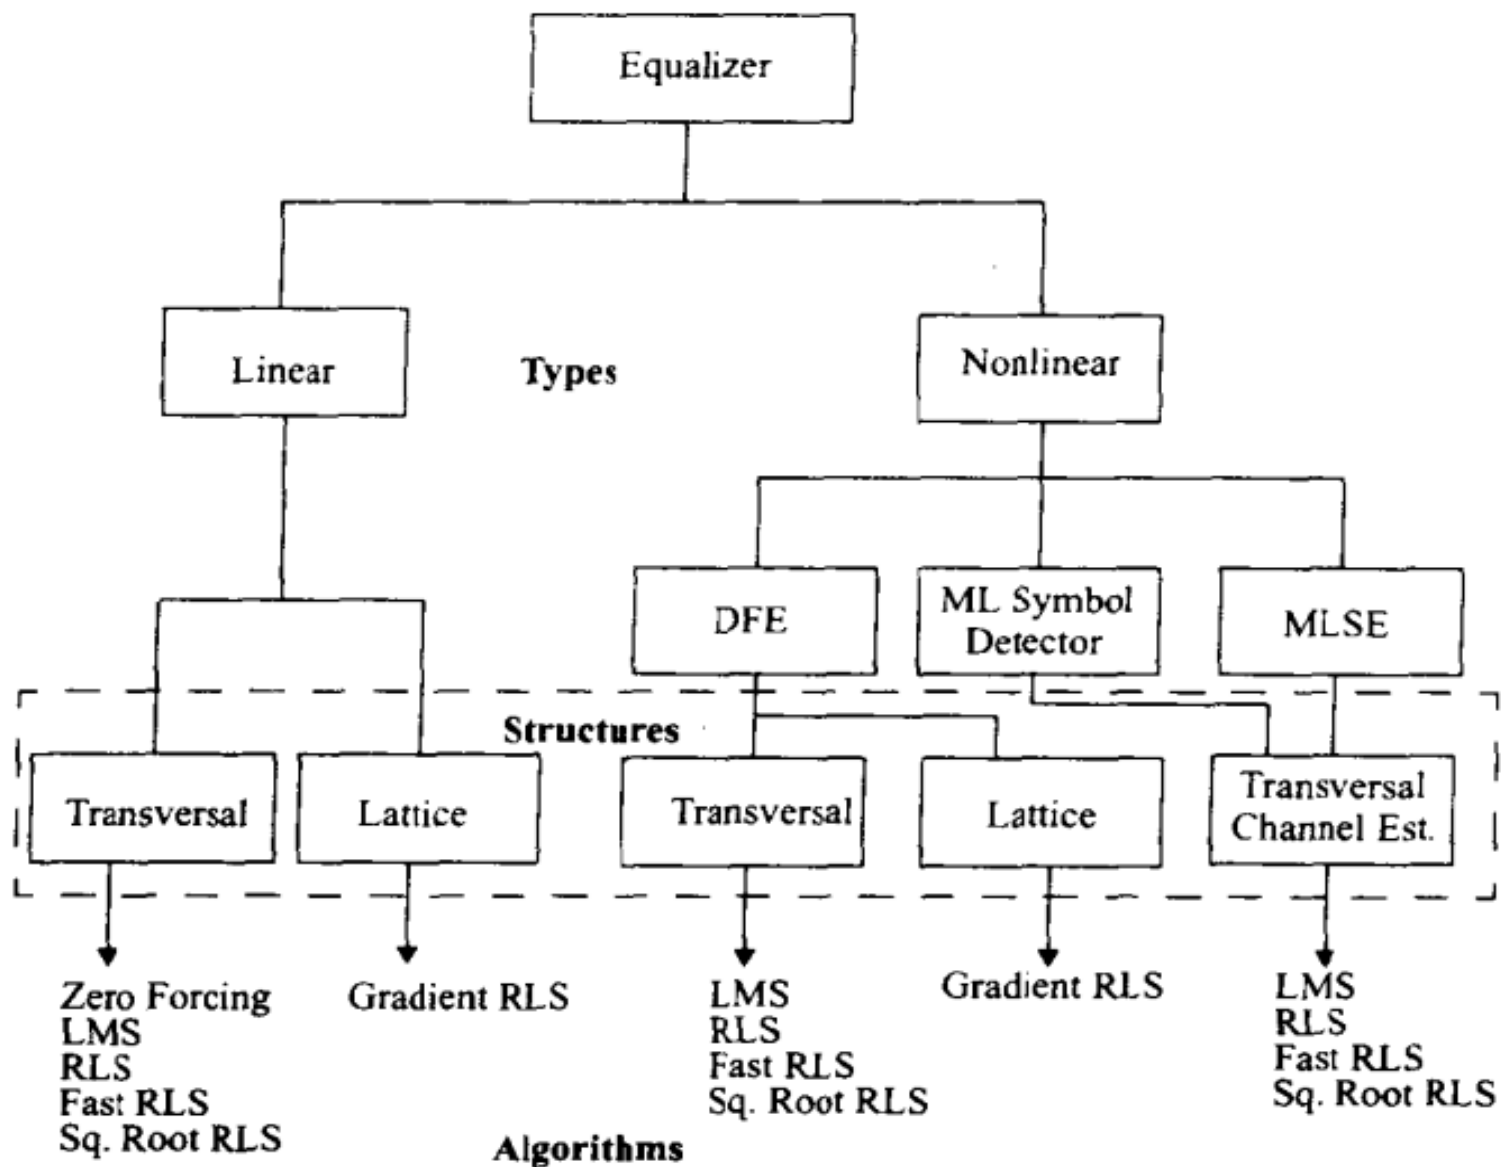 Equalizer
Linear
Types
Nonlinear
DFE
ML Symbol
Detector
MLSE
Structures
Transversal
Lattice
Transversal
Lattice
Transversal
Channel Est.
Zero Forcing
LMS
RLS
Fast RLS
Sq. Root RLS
Gradient RLS
LMS
RLS
Fast RLS
Sq. Root RLS
Gradient RLS
LMS
RLS
Fast RLS
Sq. Root RLS
Algorithms